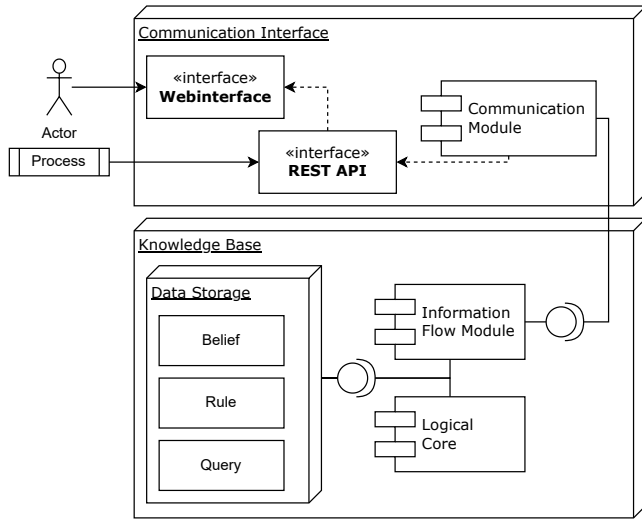 Communication Interface
«interface»
Webinterface
Actor
Process
«interface»
REST API
Communication
Module
Knowledge Base
Data Storage
Belief
Rule
Query
Information
Flow Module
Logical
Core